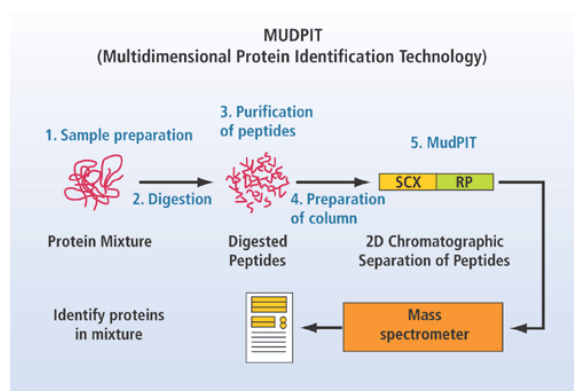 MUDPIT
(Multidimensional Protein Identification Technology)
3. Purification
of peptides
1. Sample preparation
5. MudPIT
SCX
RP
2. Digestion
4. Preparation
of column
Protein Mixture
Digested
Peptides
2D Chromatographic
Separation of Peptides
Identify proteins
in mixture
Mass
spectrometer